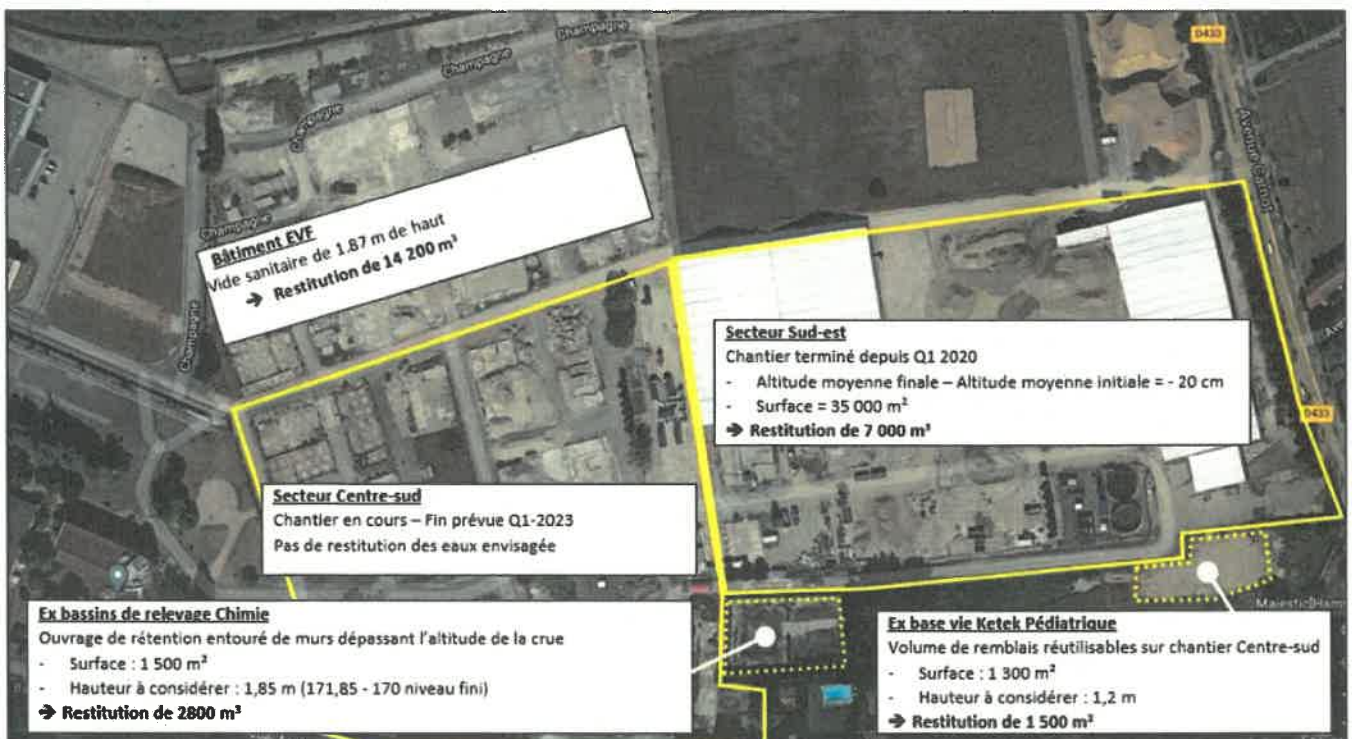 Champagne
Champagne
D433
Champagne
Avenue Carnot
Champagne
Bâtiment EVF
Vide sanitaire de 1.87 m de haut
➔ Restitution de 14 200 m³
Champagne
Secteur Sud-est
Chantier terminé depuis Q1 2020
- Altitude moyenne finale – Altitude moyenne initiale = - 20 cm
- Surface = 35 000 m²
➔ Restitution de 7 000 m³
D433
Secteur Centre-sud
Chantier en cours – Fin prévue Q1-2023
Pas de restitution des eaux envisagée
Ex bassins de relevage Chimie
Ouvrage de rétention entouré de murs dépassant l'altitude de la crue
- Surface : 1 500 m²
- Hauteur à considérer : 1,85 m (171,85 - 170 niveau fini)
➔ Restitution de 2800 m³
Ex base vie Ketek Pédiatrique
Volume de remblais réutilisables sur chantier Centre-sud
- Surface : 1 300 m²
- Hauteur à considérer : 1,2 m
➔ Restitution de 1 500 m³